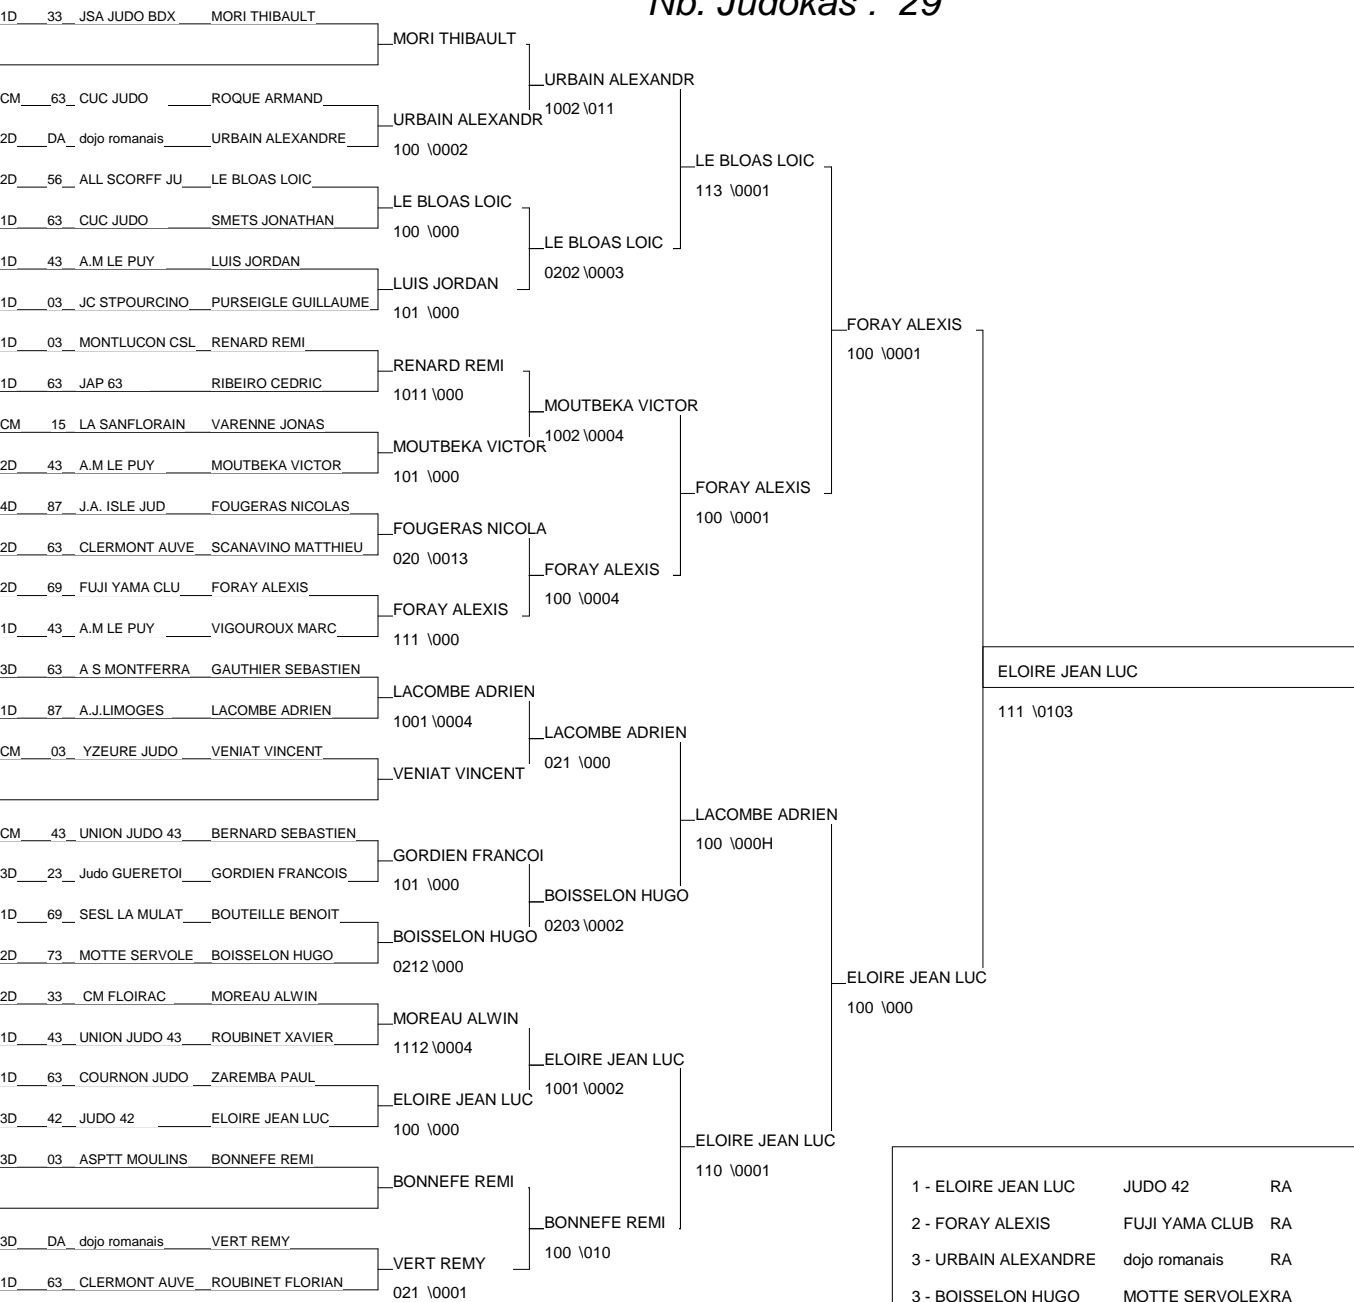 Nb. Judokas : 29
1D 33 JSA JUDO BDX MORI THIBAULT
CM 63 CUC JUDO ROQUE ARMAND
2D DA dojo romanais URBAIN ALEXANDRE
2D 56 ALL SCORFF JU LE BLOAS LOIC
1D 63 CUC JUDO SMETS JONATHAN
1D 43 A.M LE PUY LUIS JORDAN
1D 03 JC STPOURCINO PURSEIGLE GUILLAUME
1D 03 MONTLUCON CSL RENARD REMI
1D 63 JAP 63 RIBEIRO CEDRIC
CM 15 LA SANFLORAIN VARENNE JONAS
2D 43 A.M LE PUY MOUTBEKA VICTOR
4D 87 J.A. ISLE JUD FOUGERAS NICOLAS
2D 63 CLERMONT AUVE SCANAVINO MATTHIEU
2D 69 FUJI YAMA CLU FORAY ALEXIS
1D 43 A.M LE PUY VIGOUROUX MARC
3D 63 A S MONTFERRA GAUTHIER SEBASTIEN
1D 87 A.J.LIMOGES LACOMBE ADRIEN
CM 03 YZEURE JUDO VENIAT VINCENT
CM 43 UNION JUDO 43 BERNARD SEBASTIEN
3D 23 Judo GUERETOI GORDIEN FRANCOIS
1D 69 SESL LA MULAT BOUTEILLE BENOIT
2D 73 MOTTE SERVOLE BOISSELON HUGO
2D 33 CM FLOIRAC MOREAU ALWIN
1D 43 UNION JUDO 43 ROUBINET XAVIER
1D 63 COURNON JUDO ZAREMBA PAUL
3D 42 JUDO 42 ELOIRE JEAN LUC
3D 03 ASPTT MOULINS BONNEFE REMI
3D DA dojo romanais VERT REMY
1D 63 CLERMONT AUVE ROUBINET FLORIAN
MORI THIBAULT
URBAIN ALEXANDR
100 \0002
LE BLOAS LOIC
100 \000
LUIS JORDAN
101 \000
RENARD REMI
1011 \000
MOUTBEKA VICTOR
101 \000
FOUGERAS NICOLA
020 \0013
FORAY ALEXIS
111 \000
LACOMBE ADRIEN
1001 \0004
VENIAT VINCENT
GORDIEN FRANCOI
101 \000
BOISSELON HUGO
0212 \000
MOREAU ALWIN
1112 \0004
ELOIRE JEAN LUC
100 \000
BONNEFE REMI
VERT REMY
021 \0001
URBAIN ALEXANDR
1002 \011
LE BLOAS LOIC
0202 \0003
MOUTBEKA VICTOR
1002 \0004
FORAY ALEXIS
100 \0004
LACOMBE ADRIEN
021 \000
BOISSELON HUGO
0203 \0002
ELOIRE JEAN LUC
1001 \0002
BONNEFE REMI
100 \010
LE BLOAS LOIC
113 \0001
FORAY ALEXIS
100 \0001
LACOMBE ADRIEN
100 \000H
ELOIRE JEAN LUC
110 \0001
FORAY ALEXIS
100 \0001
ELOIRE JEAN LUC
100 \000
ELOIRE JEAN LUC
111 \0103
1 - ELOIRE JEAN LUC JUDO 42 RA
2 - FORAY ALEXIS FUJI YAMA CLUB RA
3 - URBAIN ALEXANDRE dojo romanais RA
3 - BOISSELON HUGO MOTTE SERVOLEXRA